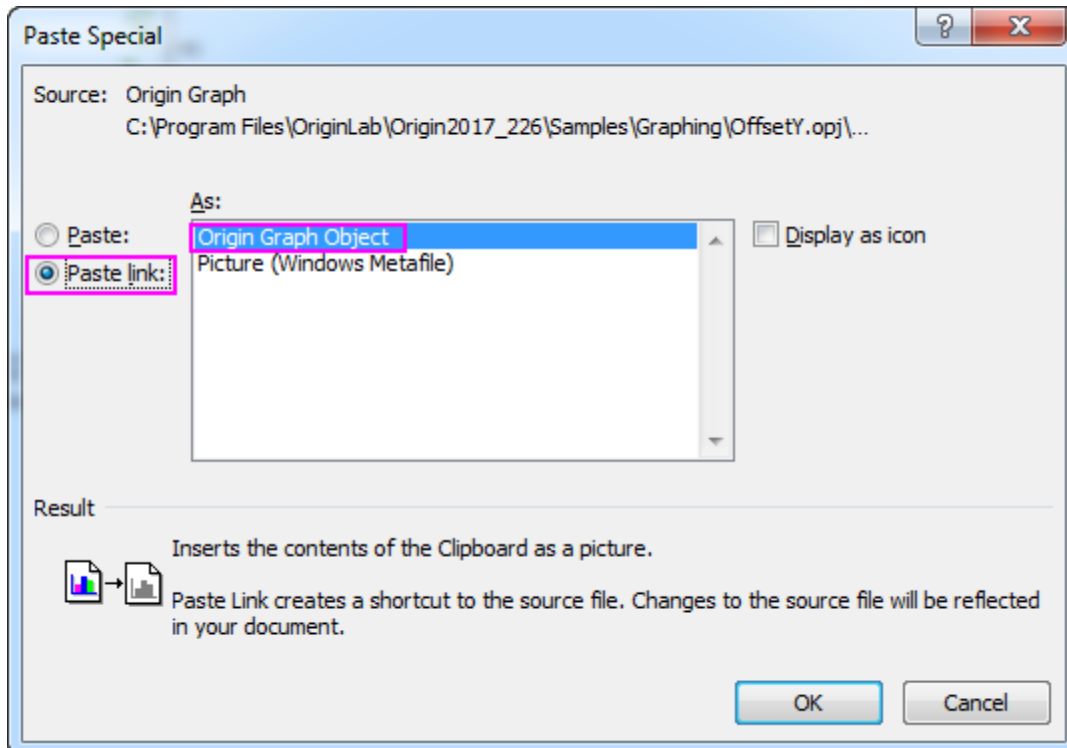 Paste Special
Source: Origin Graph
C:\Program Files\OriginLab\Origin2017_226\Samples\Graphing\OffsetY.opj\...
As:
Paste:
Paste link:
Origin Graph Object
Picture (Windows Metafile)
Display as icon
Result
Inserts the contents of the Clipboard as a picture.
Paste Link creates a shortcut to the source file. Changes to the source file will be reflected
in your document.
OK
Cancel